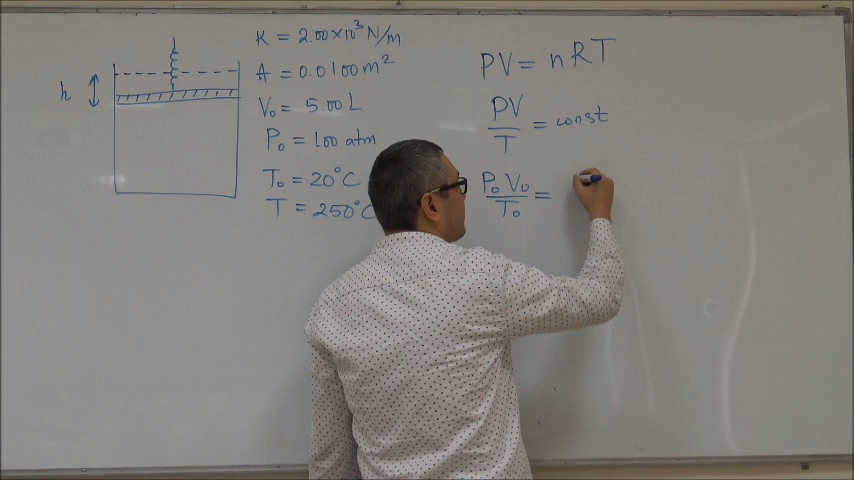 h
K = 2.00×10³ N/m
A = 0.0100 m²
V₀ = 5.00 L
P₀ = 1.00 atm
T₀ = 20°C
T = 250°C
PV = nRT
PV/T = const
P₀V₀/T₀ =